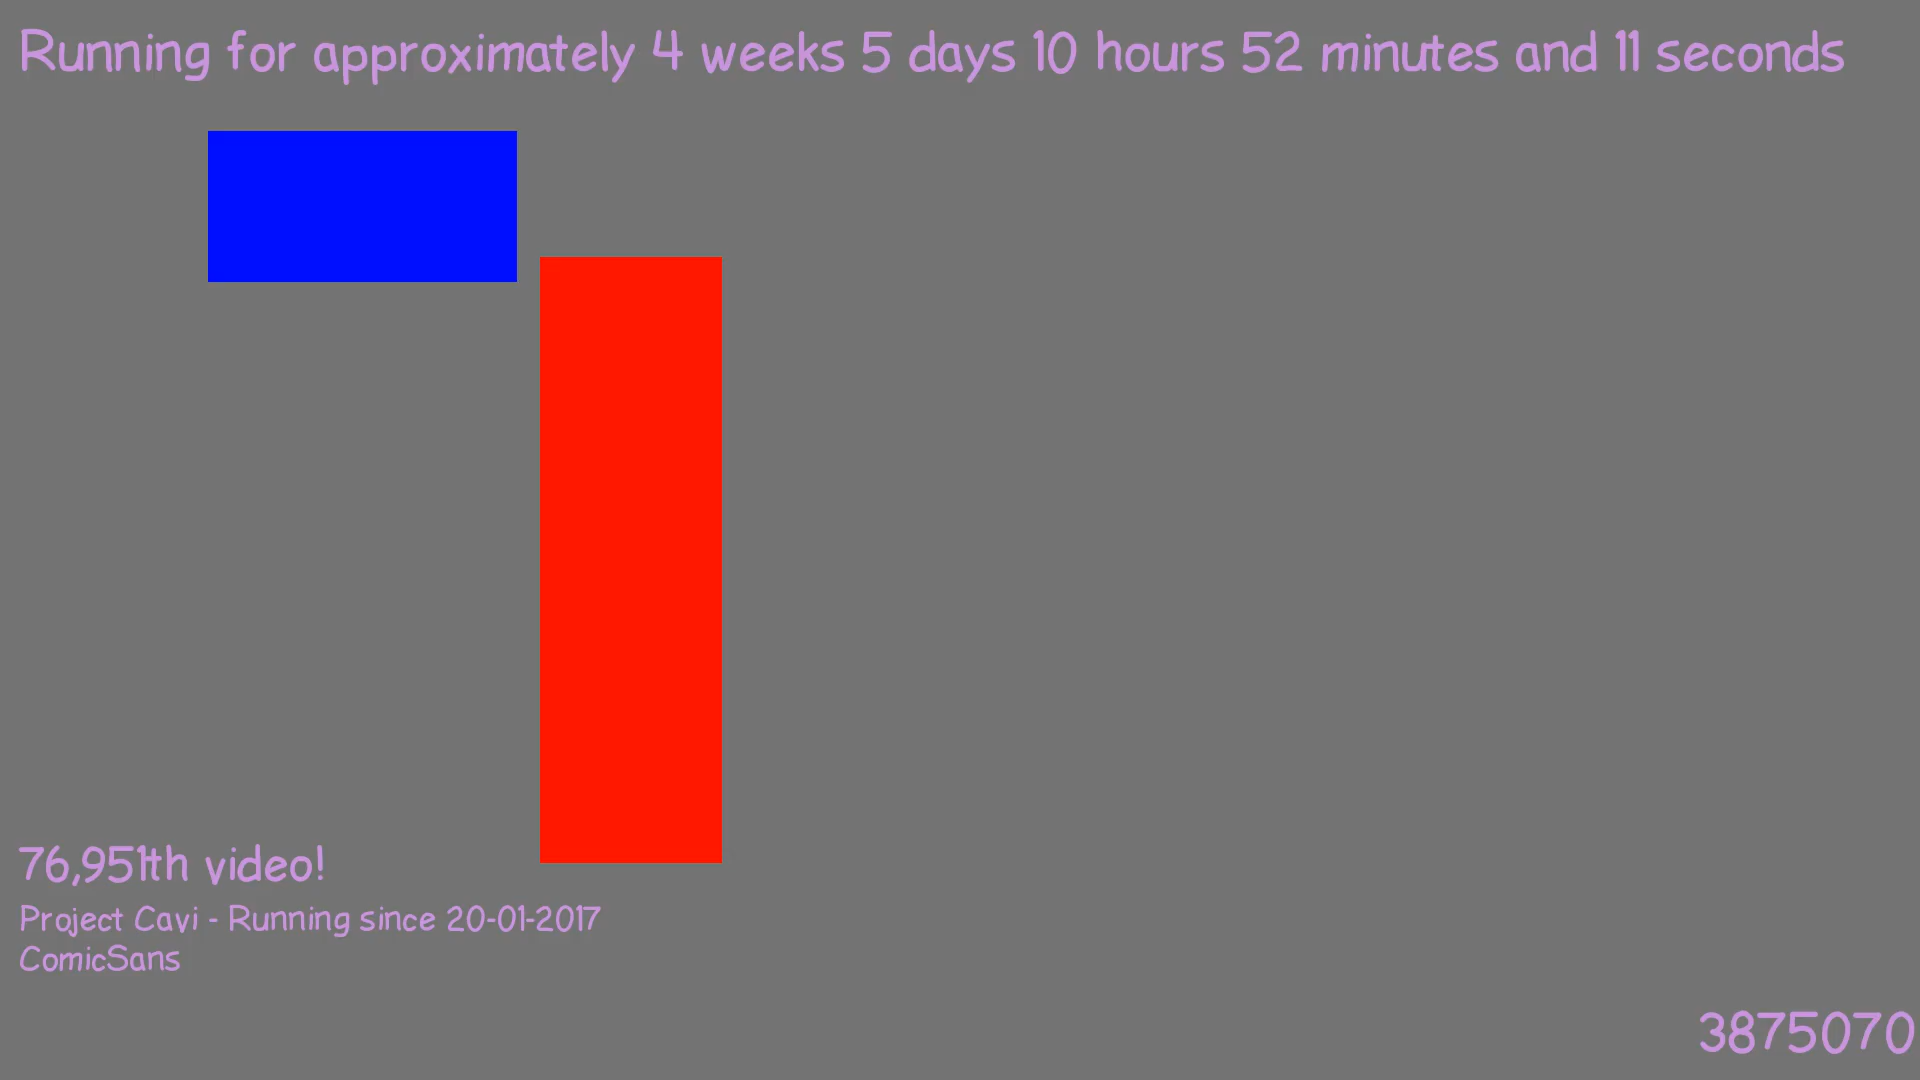 Running for approximately 4 weeks 5 days 10 hours 52 minutes and 11 seconds
76,951th video!
Project Cavi - Running since 20-01-2017
ComicSans
3875070